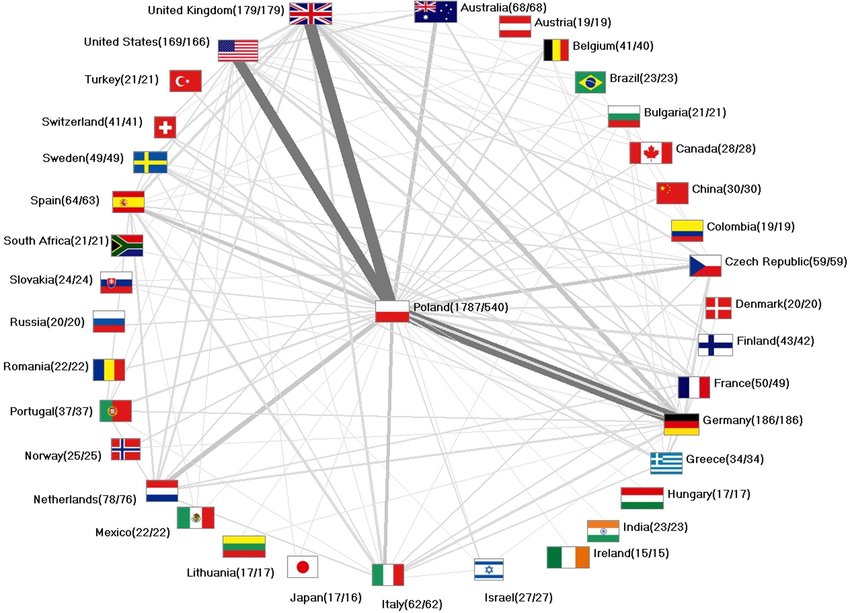 United Kingdom(179/179)
Australia(68/68)
Austria(19/19)
United States(169/166)
Belgium(41/40)
Turkey(21/21)
Brazil(23/23)
Bulgaria(21/21)
Switzerland(41/41)
Canada(28/28)
Sweden(49/49)
China(30/30)
Spain(64/63)
Colombia(19/19)
South Africa(21/21)
Czech Republic(59/59)
Slovakia(24/24)
Denmark(20/20)
Poland(1787/540)
Russia(20/20)
Finland(43/42)
Romania(22/22)
France(50/49)
Portugal(37/37)
Germany(186/186)
Norway(25/25)
Greece(34/34)
Netherlands(78/76)
Hungary(17/17)
Mexico(22/22)
India(23/23)
Ireland(15/15)
Lithuania(17/17)
Japan(17/16)
Italy(62/62)
Israel(27/27)